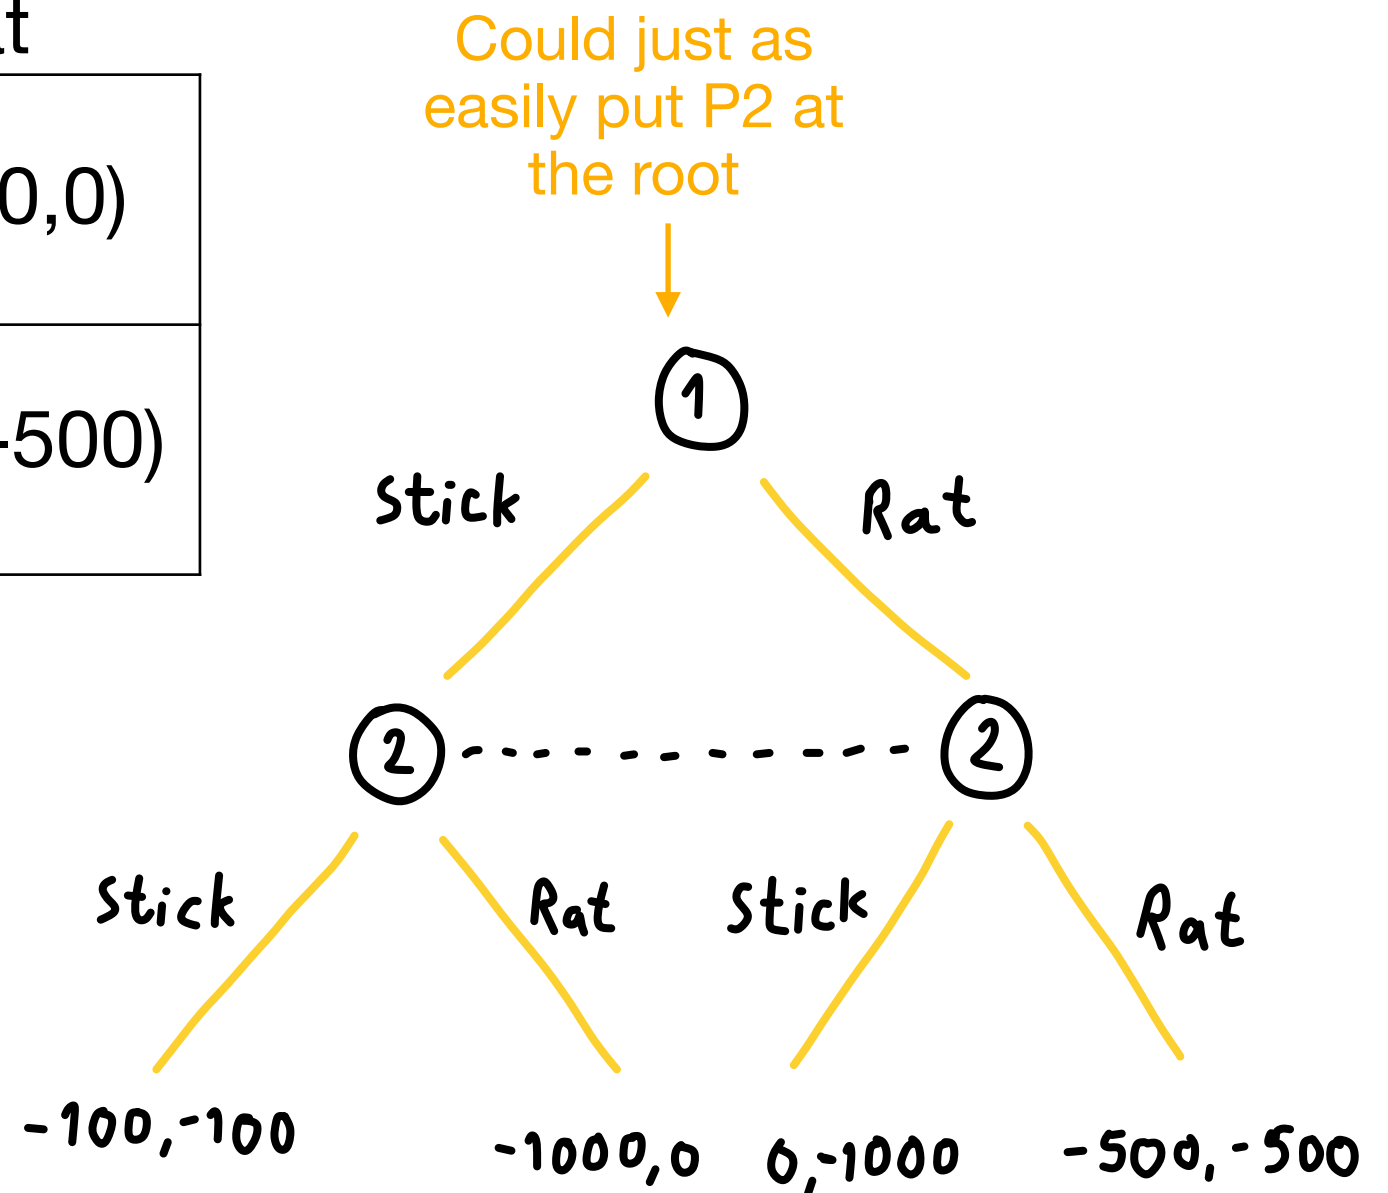 at
Could just as
easily put P2 at
the root
0,0)
-500)
1
Stick
Rat
2
2
Stick
Rat
Stick
Rat
-100,-100
-1000,0
0,-1000
-500,-500